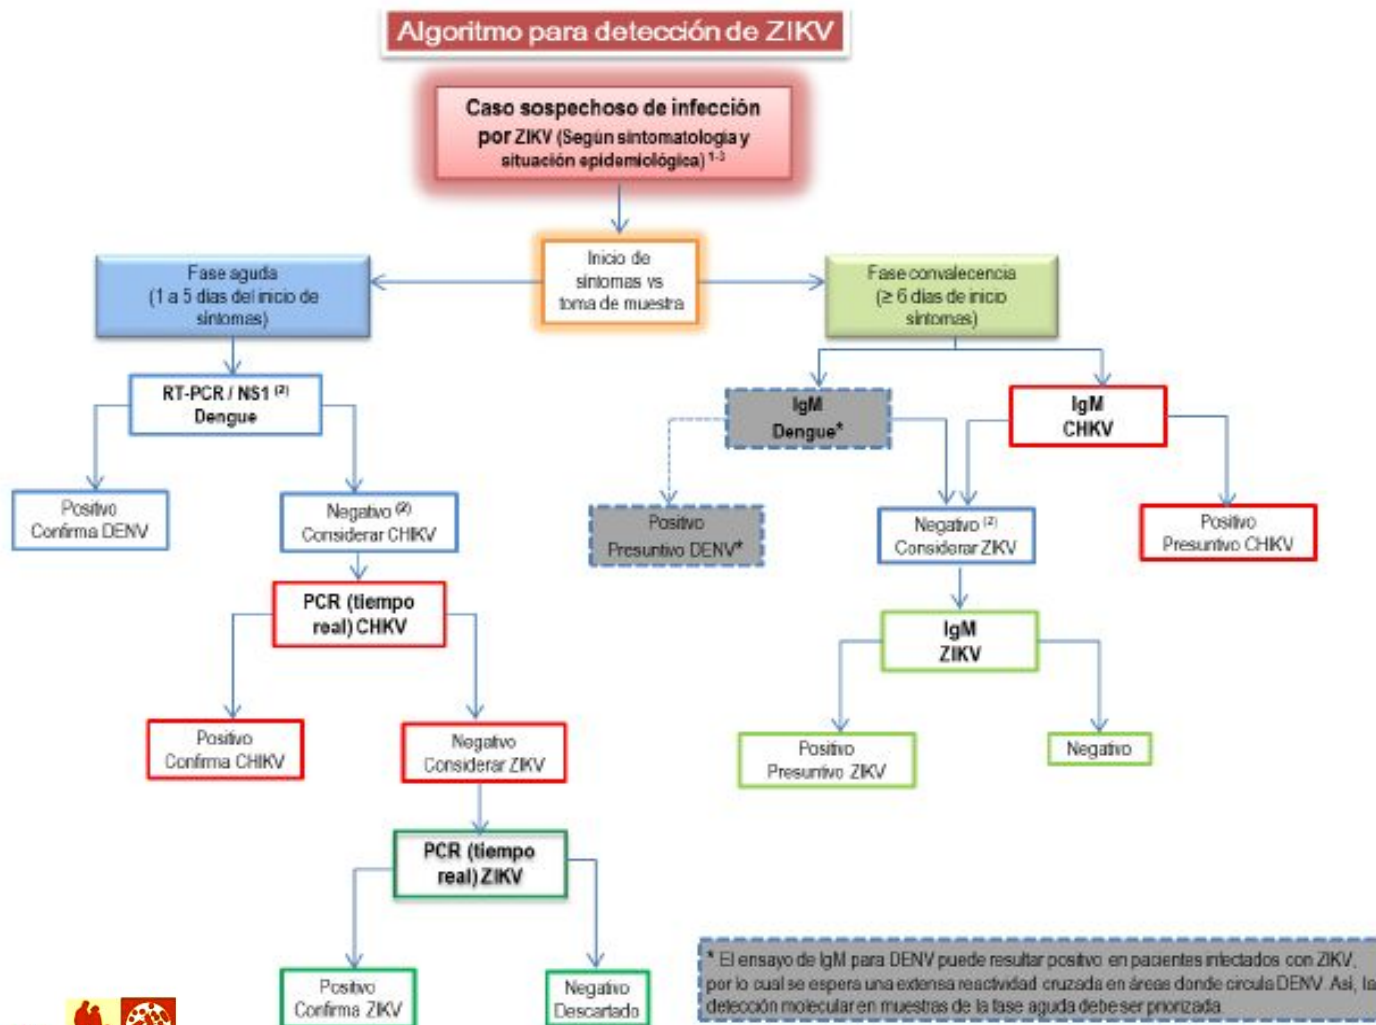 Algoritmo para detección de ZIKV
Caso sospechoso de infección
por ZIKV (Según sintomatología y
situación epidemiológica) 1-3
Inicio de
síntomas vs
toma de muestra
Fase aguda
(1 a 5 días del inicio de
síntomas)
RT-PCR / NS1 (2)
Dengue
Positivo
Confirma DENV
Negativo (2)
Considerar CHIKV
PCR (tiempo
real) CHKV
Positivo
Confirma CHIKV
Negativo
Considerar ZIKV
PCR (tiempo
real) ZIKV
Positivo
Confirma ZIKV
Negativo
Descartado
Fase convalecencia
(≥ 6 días de inicio
síntomas)
IgM
Dengue*
IgM
CHKV
Positivo
Presuntivo DENV*
Negativo (2)
Considerar ZIKV
Positivo
Presuntivo CHIKV
IgM
ZIKV
Positivo
Presuntivo ZIKV
Negativo
* El ensayo de IgM para DENV puede resultar positivo en pacientes infectados con ZIKV,
por lo cual se espera una extensa reactividad cruzada en áreas donde circula DENV. Así, la
detección molecular en muestras de la fase aguda debe ser priorizada